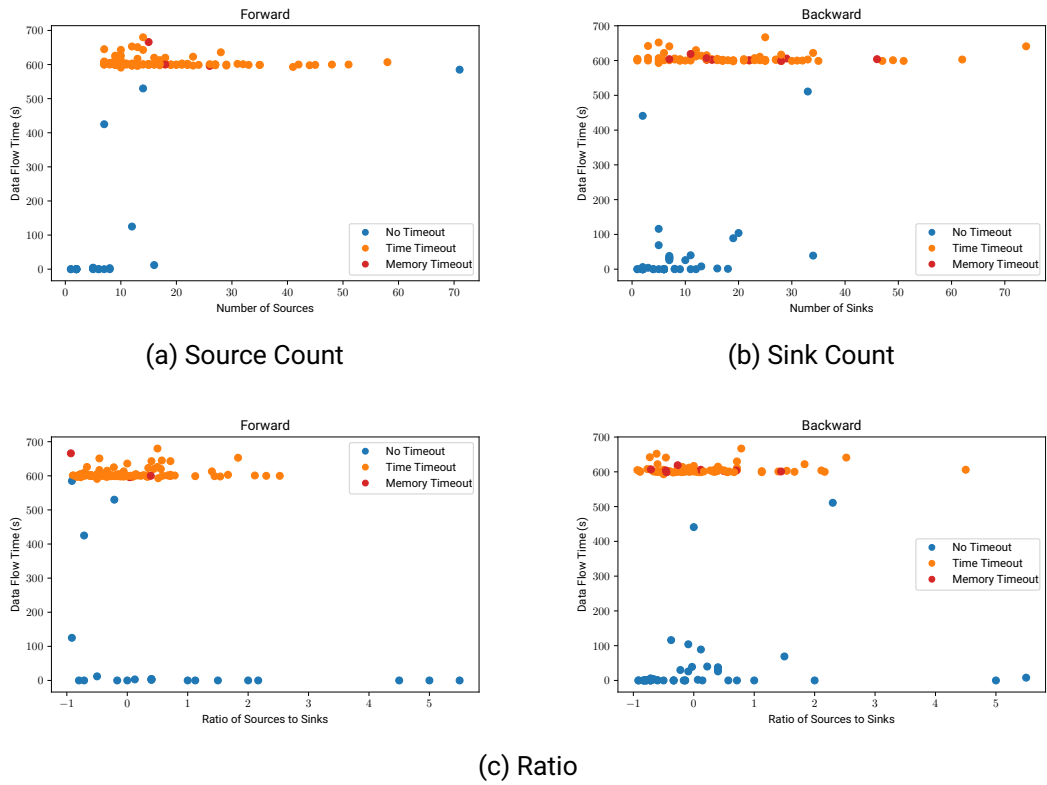 Forward
Data Flow Time (s)
700
600
500
400
300
200
100
0
No Timeout
Time Timeout
Memory Timeout
0 10 20 30 40 50 60 70
Number of Sources
(a) Source Count
Backward
Data Flow Time (s)
700
600
500
400
300
200
100
0
No Timeout
Time Timeout
Memory Timeout
0 10 20 30 40 50 60 70
Number of Sinks
(b) Sink Count
Forward
Data Flow Time (s)
700
600
500
400
300
200
100
0
No Timeout
Time Timeout
Memory Timeout
−1 0 1 2 3 4 5
Ratio of Sources to Sinks
Backward
Data Flow Time (s)
700
600
500
400
300
200
100
0
No Timeout
Time Timeout
Memory Timeout
−1 0 1 2 3 4 5
Ratio of Sources to Sinks
(c) Ratio